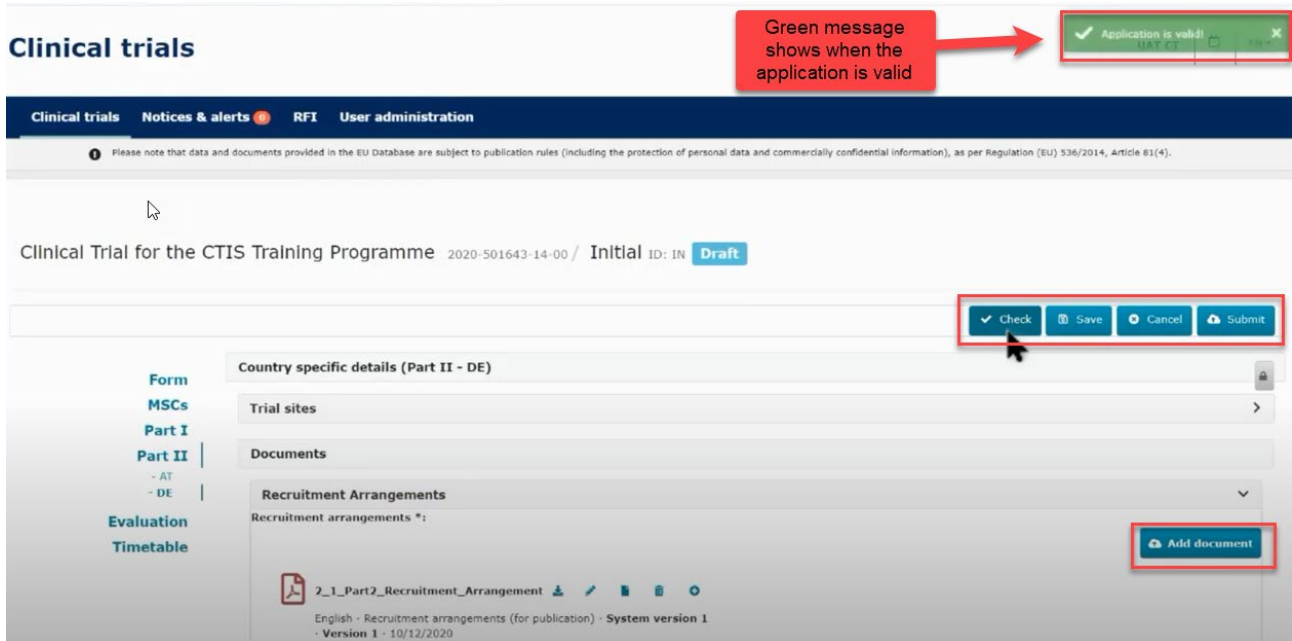 Clinical trials
Green message
shows when the
application is valid
Application is valid!
UAT CT
Clinical trials Notices & alerts 0 RFI User administration
Please note that data and documents provided in the EU Database are subject to publication rules (including the protection of personal data and commercially confidential information), as per Regulation (EU) 536/2014, Article 81(4).
Clinical Trial for the CTIS Training Programme 2020-501643-14-00 / Initial ID: IN Draft
Check Save Cancel Submit
Country specific details (Part II - DE)
Form
MSCs
Trial sites
Part I
Part II
Documents
- AT
- DE
Recruitment Arrangements
Evaluation
Recruitment arrangements *:
Timetable
Add document
2_1_Part2_Recruitment_Arrangement
English · Recruitment arrangements (for publication) · System version 1
· Version 1 · 10/12/2020